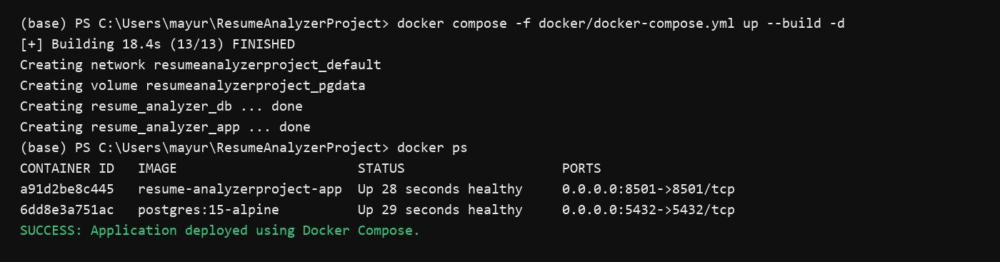 (base) PS C:\Users\mayur\ResumeAnalyzerProject> docker compose -f docker/docker-compose.yml up --build -d
[+] Building 18.4s (13/13) FINISHED
Creating network resumeanalyzerproject_default
Creating volume resumeanalyzerproject_pgdata
Creating resume_analyzer_db ... done
Creating resume_analyzer_app ... done
(base) PS C:\Users\mayur\ResumeAnalyzerProject> docker ps
CONTAINER ID   IMAGE                       STATUS                    PORTS
a91d2be8c445   resume-analyzerproject-app  Up 28 seconds healthy     0.0.0.0:8501->8501/tcp
6dd8e3a751ac   postgres:15-alpine          Up 29 seconds healthy     0.0.0.0:5432->5432/tcp
SUCCESS: Application deployed using Docker Compose.